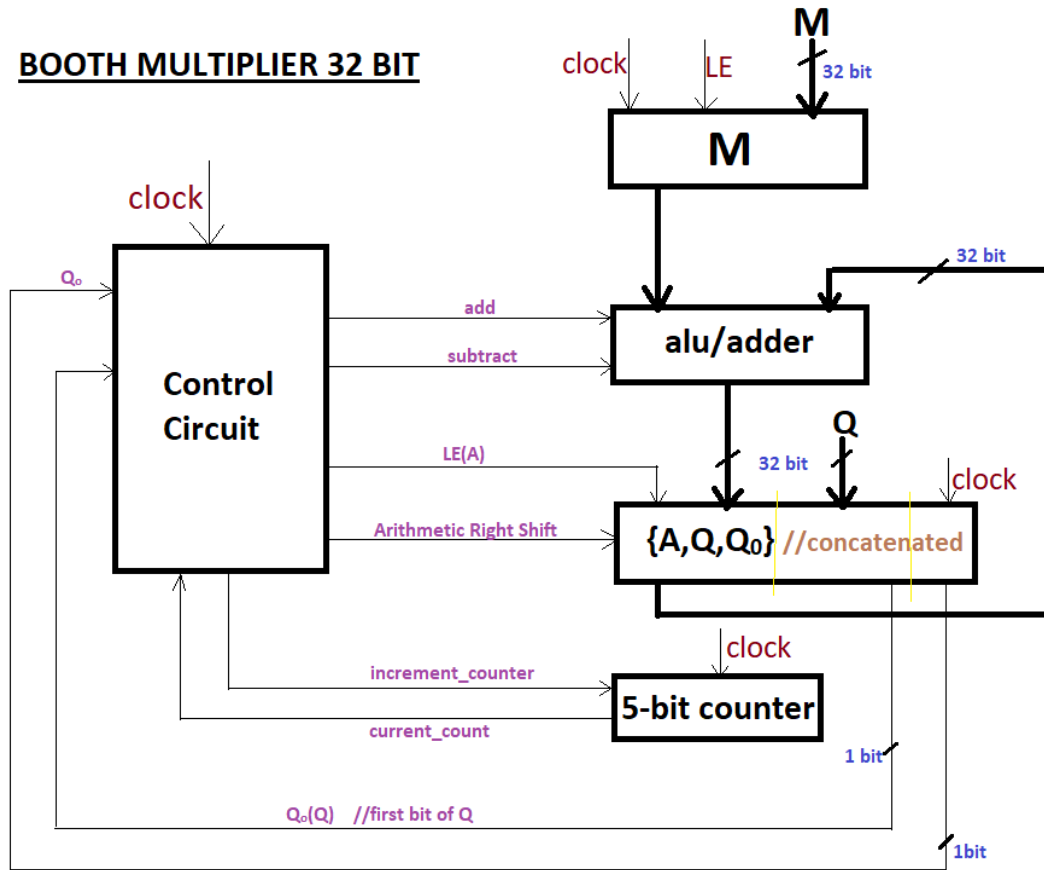 BOOTH MULTIPLIER 32 BIT
M
clock
LE
32 bit
M
clock
Qₒ
32 bit
add
alu/adder
subtract
Control
Circuit
Q
LE(A)
32 bit
clock
Arithmetic Right Shift
{A,Q,Q₀} //concatenated
clock
increment_counter
5-bit counter
current_count
1 bit
Qₒ(Q) //first bit of Q
1bit